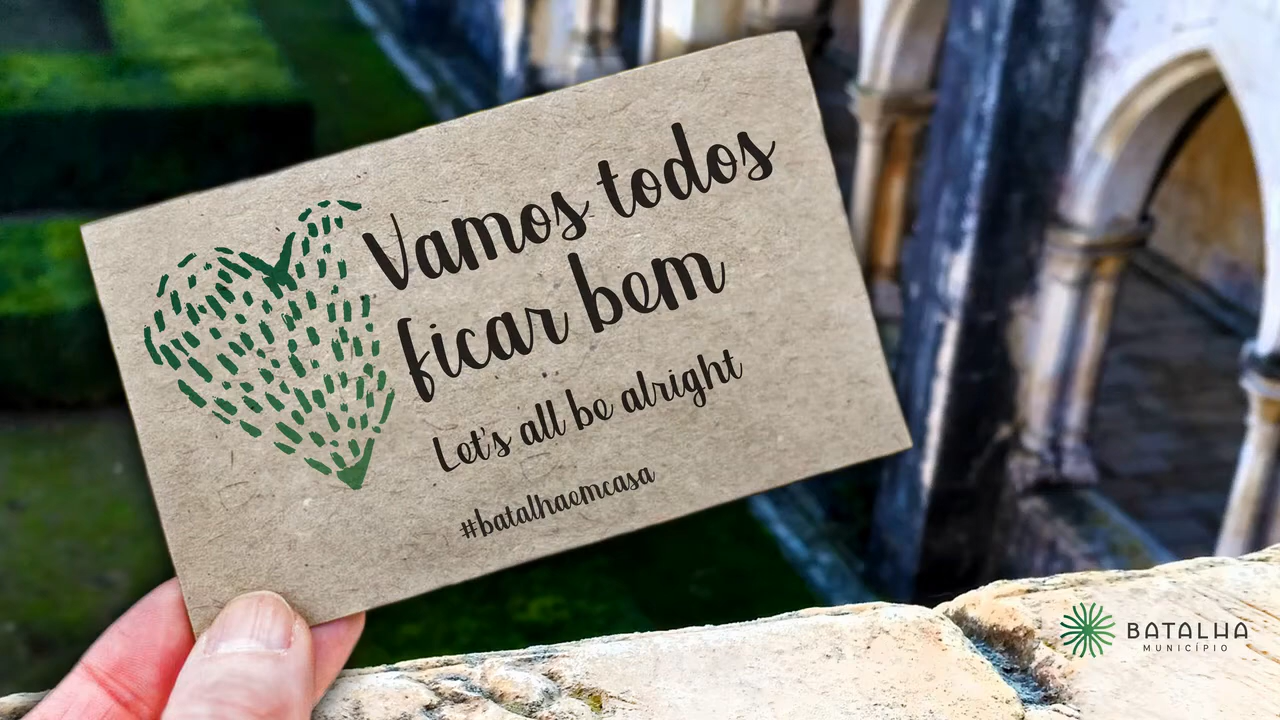 Vamos todos
ficar bem
Let's all be alright
#batalhaemcasa
BATALHA
MUNICÍPIO